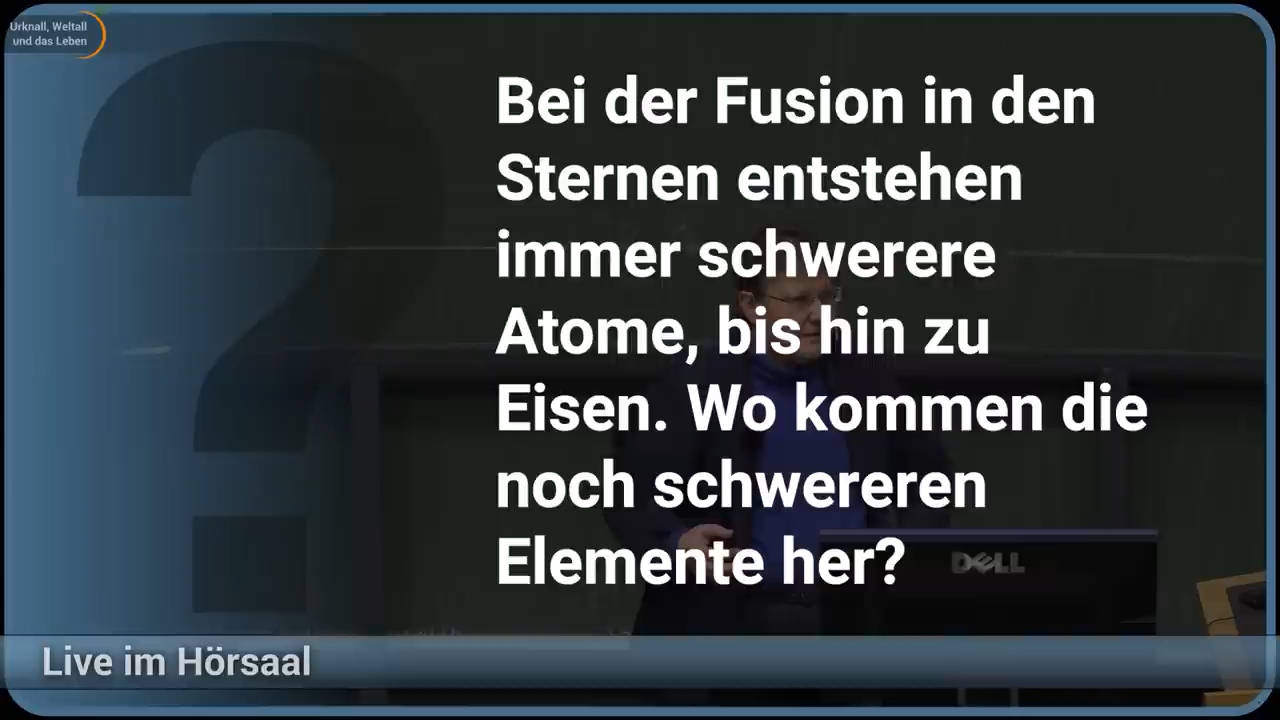 Urknall, Weltall
und das Leben
Bei der Fusion in den
Sternen entstehen
immer schwerere
Atome, bis hin zu
Eisen. Wo kommen die
noch schwereren
Elemente her?
DELL
Live im Hörsaal